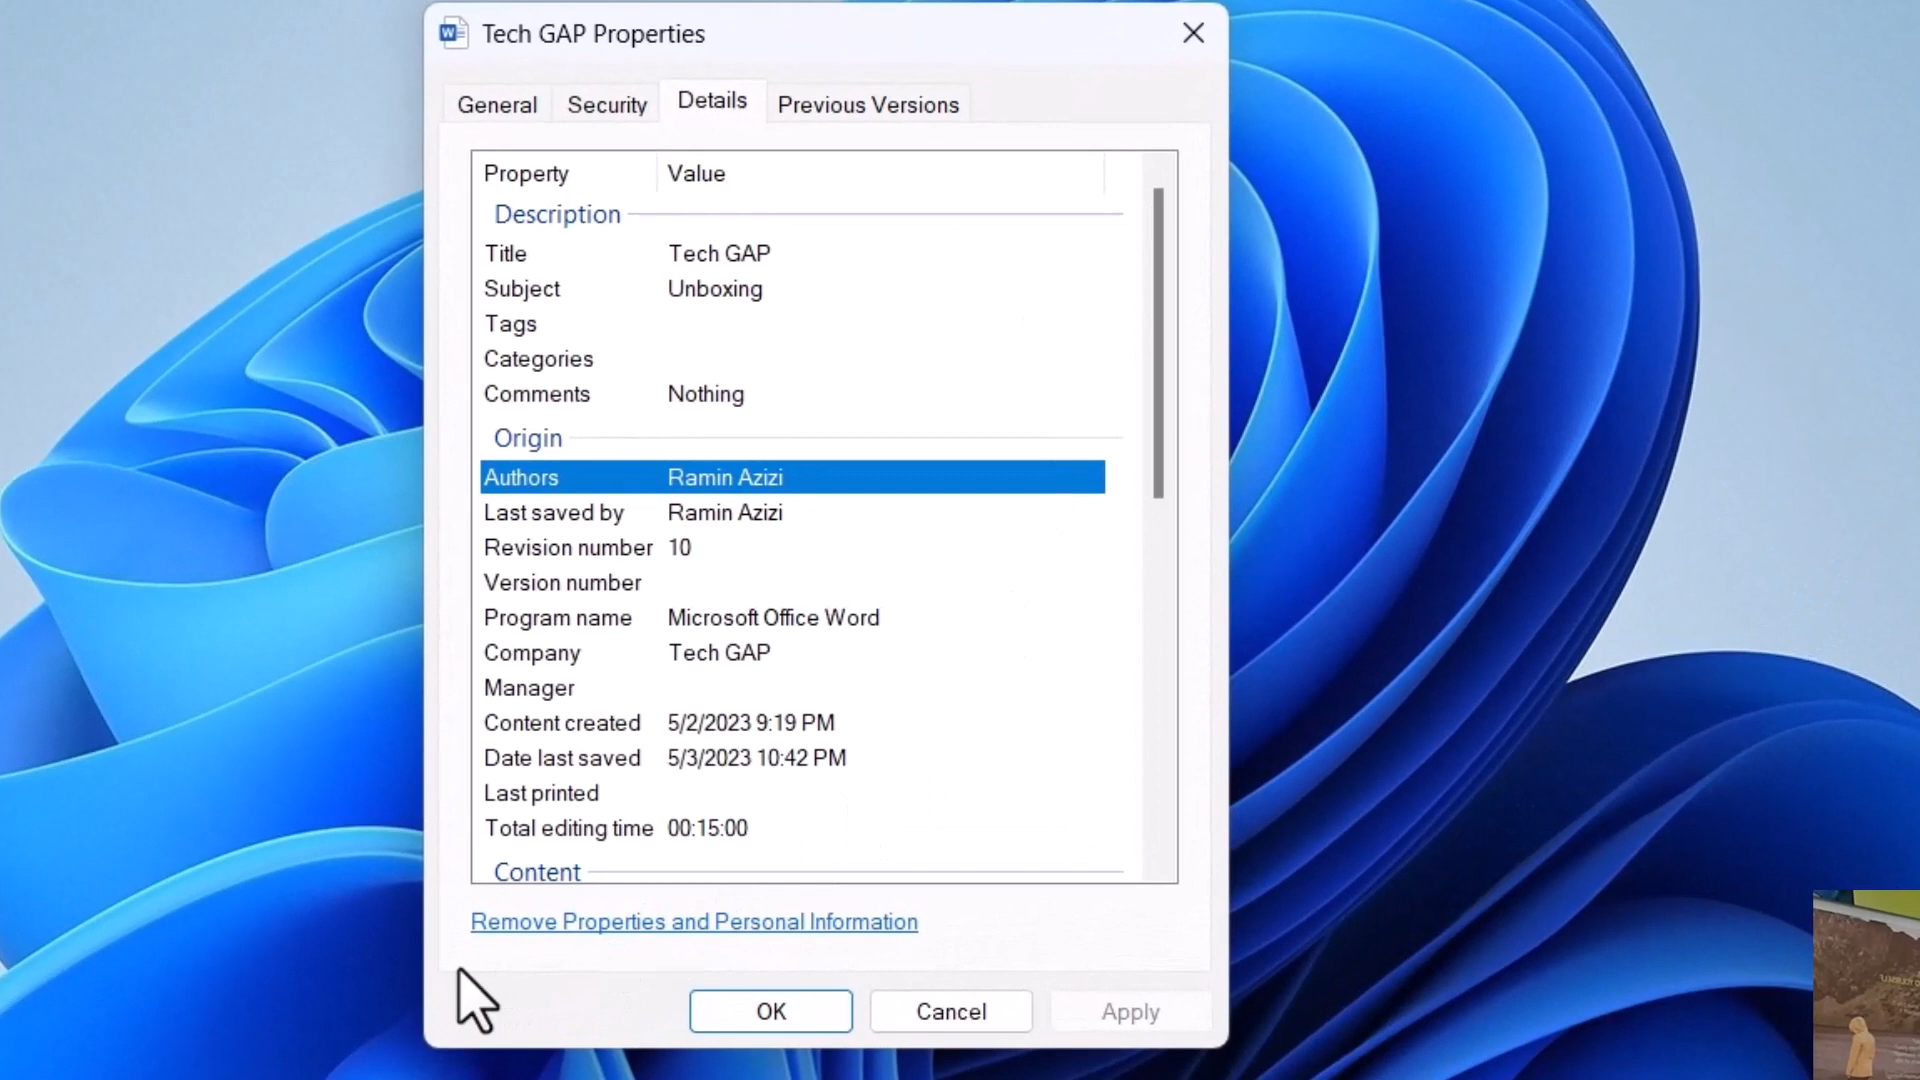 Tech GAP Properties
General Security Details Previous Versions
Property Value
Description
Title Tech GAP
Subject Unboxing
Tags
Categories
Comments Nothing
Origin
Authors Ramin Azizi
Last saved by Ramin Azizi
Revision number 10
Version number
Program name Microsoft Office Word
Company Tech GAP
Manager
Content created 5/2/2023 9:19 PM
Date last saved 5/3/2023 10:42 PM
Last printed
Total editing time 00:15:00
Content
Remove Properties and Personal Information
OK Cancel Apply